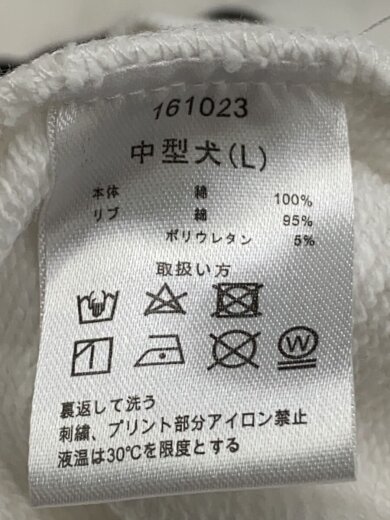 161023
中型犬(L)
本体 綿 100%
リブ 綿 95%
ポリウレタン 5%
取扱い方
W
裏返して洗う
刺繍、プリント部分アイロン禁止
液温は30℃を限度とする